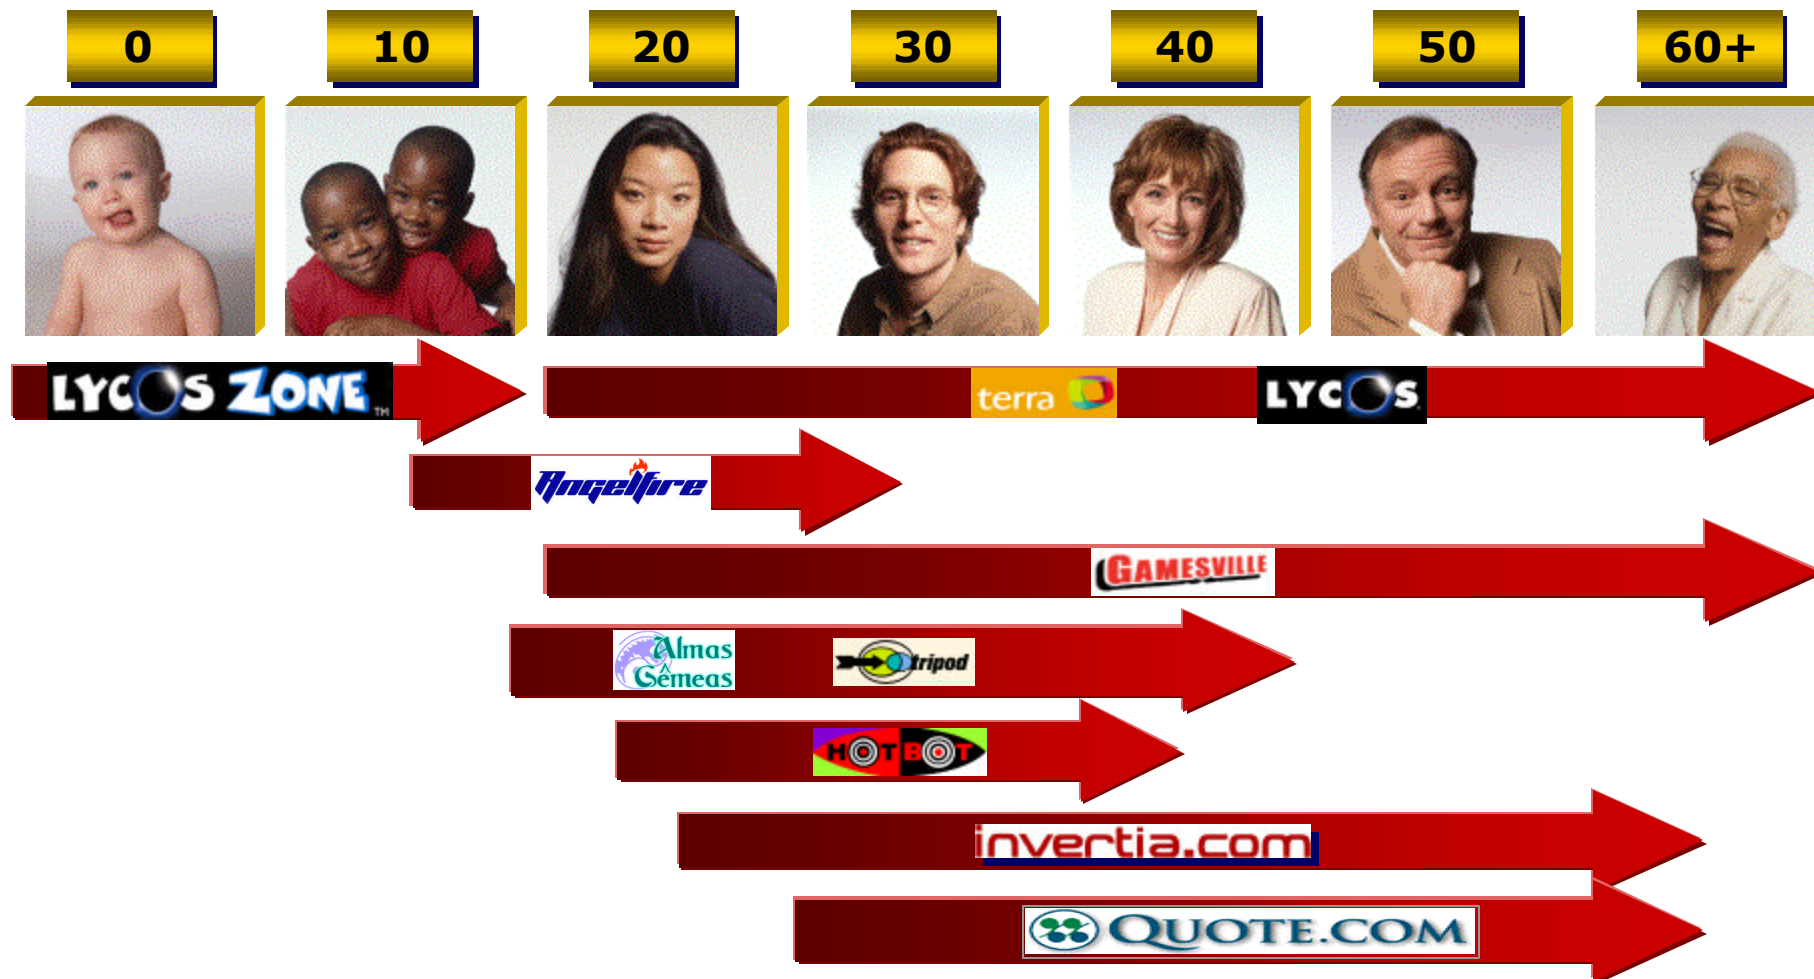 0
10
20
30
40
50
60+
LYCOS ZONE™
terra
LYCOS
Angelfire
GAMESVILLE
Almas
Gêmeas
tripod
HOTBOT
invertia.com
QUOTE.COM